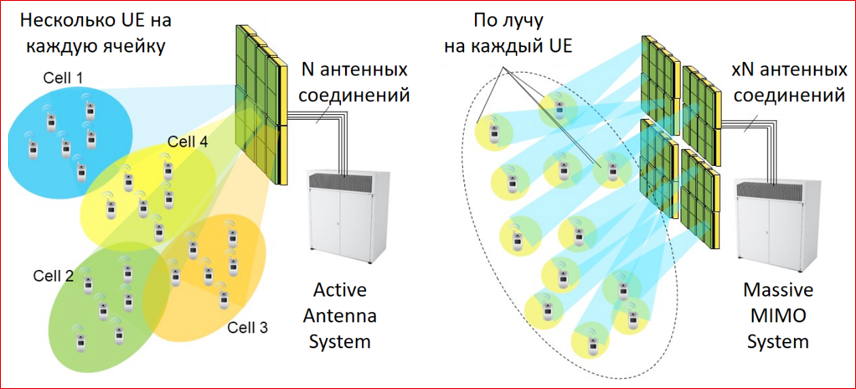 Несколько UE на
каждую ячейку
Cell 1
N антенных
соединений
Cell 4
Cell 2
Cell 3
Active
Antenna
System
По лучу
на каждый UE
xN антенных
соединений
Massive
MIMO
System